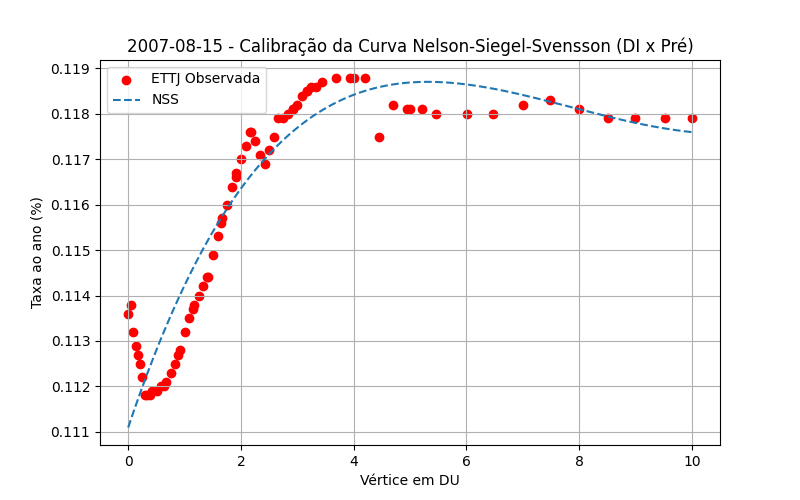 2007-08-15 - Calibração da Curva Nelson-Siegel-Svensson (DI x Pré)
ETTJ Observada
NSS
Taxa ao ano (%)
0.119
0.118
0.117
0.116
0.115
0.114
0.113
0.112
0.111
0 2 4 6 8 10
Vértice em DU